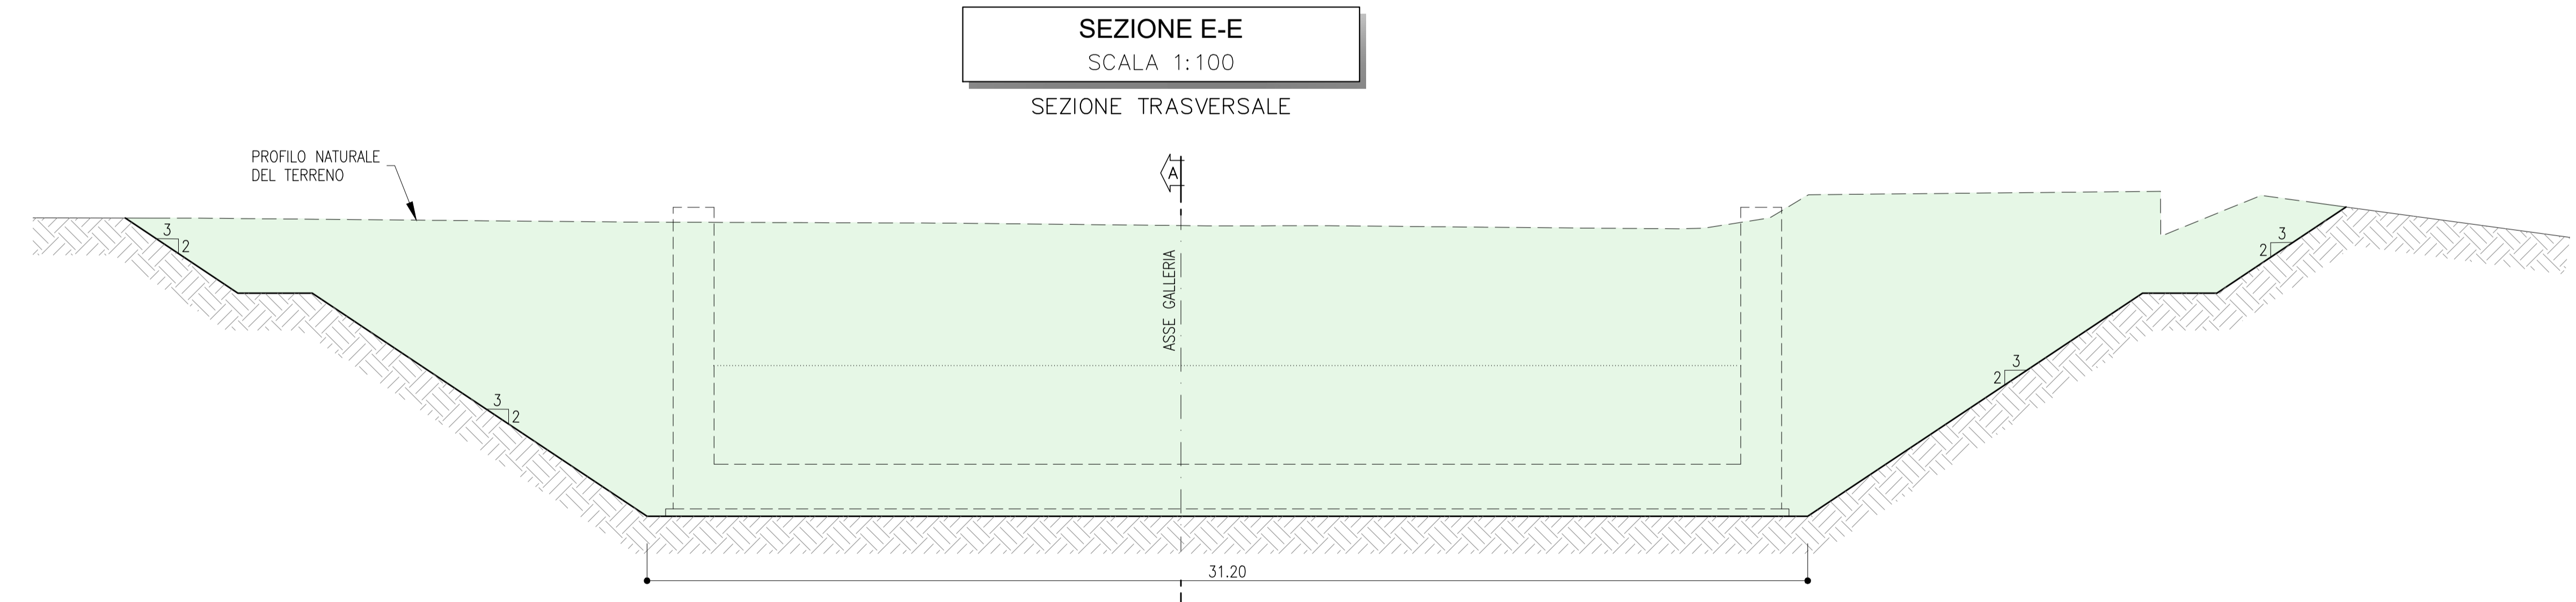 SEZIONE E-E
SCALA 1:100
SEZIONE TRASVERSALE
PROFILO NATURALE
DEL TERRENO
A
3
2
3
2
ASSE GALLERIA
3
2
3
2
31.20